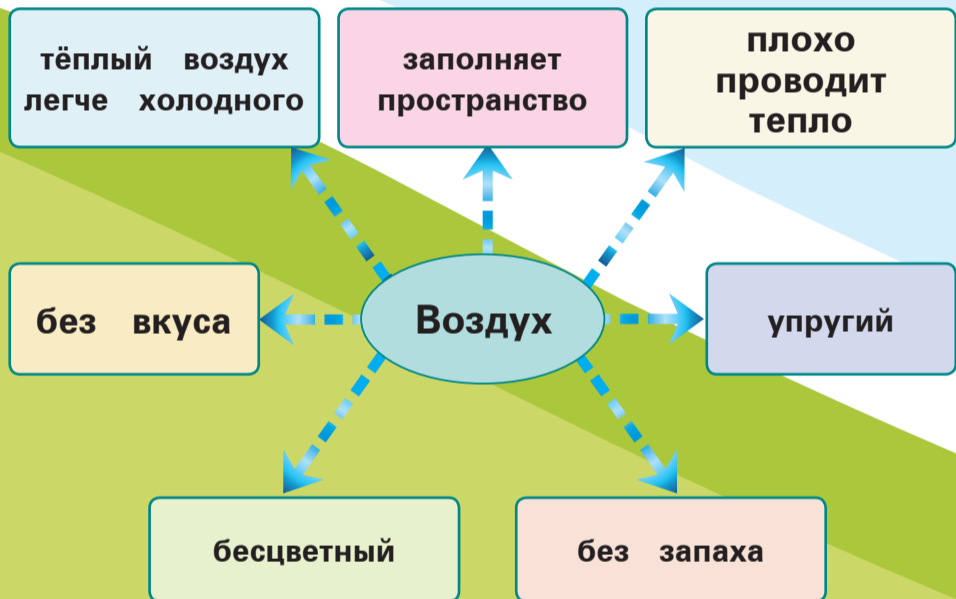 тёплый воздух
легче холодного
заполняет
пространство
плохо
проводит
тепло
без вкуса
Воздух
упругий
бесцветный
без запаха